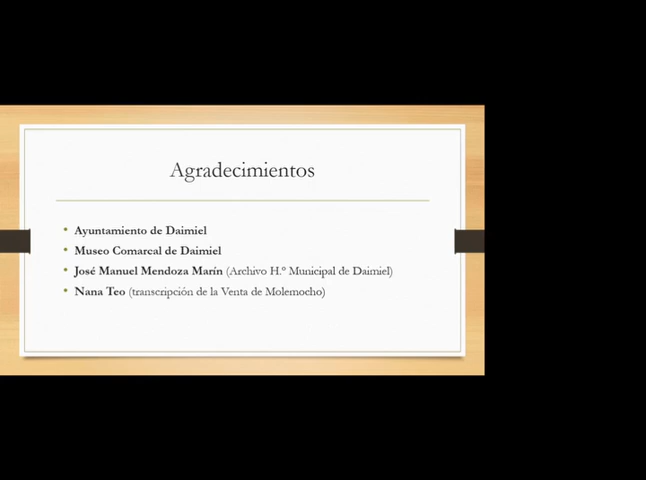 Agradecimientos
• Ayuntamiento de Daimiel
• Museo Comarcal de Daimiel
• José Manuel Mendoza Marín (Archivo H.º Municipal de Daimiel)
• Nana Teo (transcripción de la Venta de Molemocho)